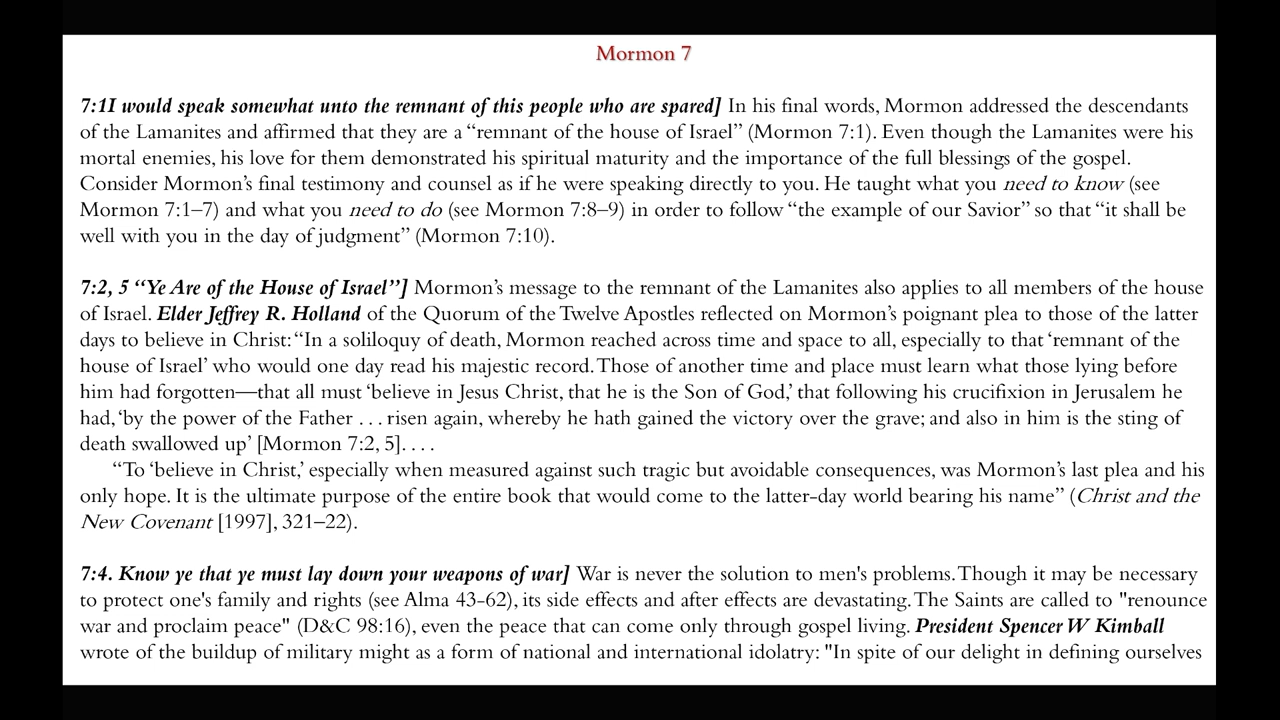 Mormon 7
7:1I would speak somewhat unto the remnant of this people who are spared] In his final words, Mormon addressed the descendants
of the Lamanites and affirmed that they are a “remnant of the house of Israel” (Mormon 7:1). Even though the Lamanites were his
mortal enemies, his love for them demonstrated his spiritual maturity and the importance of the full blessings of the gospel.
Consider Mormon’s final testimony and counsel as if he were speaking directly to you. He taught what you need to know (see
Mormon 7:1–7) and what you need to do (see Mormon 7:8–9) in order to follow “the example of our Savior” so that “it shall be
well with you in the day of judgment” (Mormon 7:10).
7:2, 5 “Ye Are of the House of Israel”] Mormon’s message to the remnant of the Lamanites also applies to all members of the house
of Israel. Elder Jeffrey R. Holland of the Quorum of the Twelve Apostles reflected on Mormon’s poignant plea to those of the latter
days to believe in Christ: “In a soliloquy of death, Mormon reached across time and space to all, especially to that ‘remnant of the
house of Israel’ who would one day read his majestic record. Those of another time and place must learn what those lying before
him had forgotten—that all must ‘believe in Jesus Christ, that he is the Son of God,’ that following his crucifixion in Jerusalem he
had, ‘by the power of the Father . . . risen again, whereby he hath gained the victory over the grave; and also in him is the sting of
death swallowed up’ [Mormon 7:2, 5]. . . .
“To ‘believe in Christ,’ especially when measured against such tragic but avoidable consequences, was Mormon’s last plea and his
only hope. It is the ultimate purpose of the entire book that would come to the latter-day world bearing his name” (Christ and the
New Covenant [1997], 321–22).
7:4. Know ye that ye must lay down your weapons of war] War is never the solution to men's problems. Though it may be necessary
to protect one's family and rights (see Alma 43-62), its side effects and after effects are devastating. The Saints are called to "renounce
war and proclaim peace" (D&C 98:16), even the peace that can come only through gospel living. President Spencer W Kimball
wrote of the buildup of military might as a form of national and international idolatry: "In spite of our delight in defining ourselves